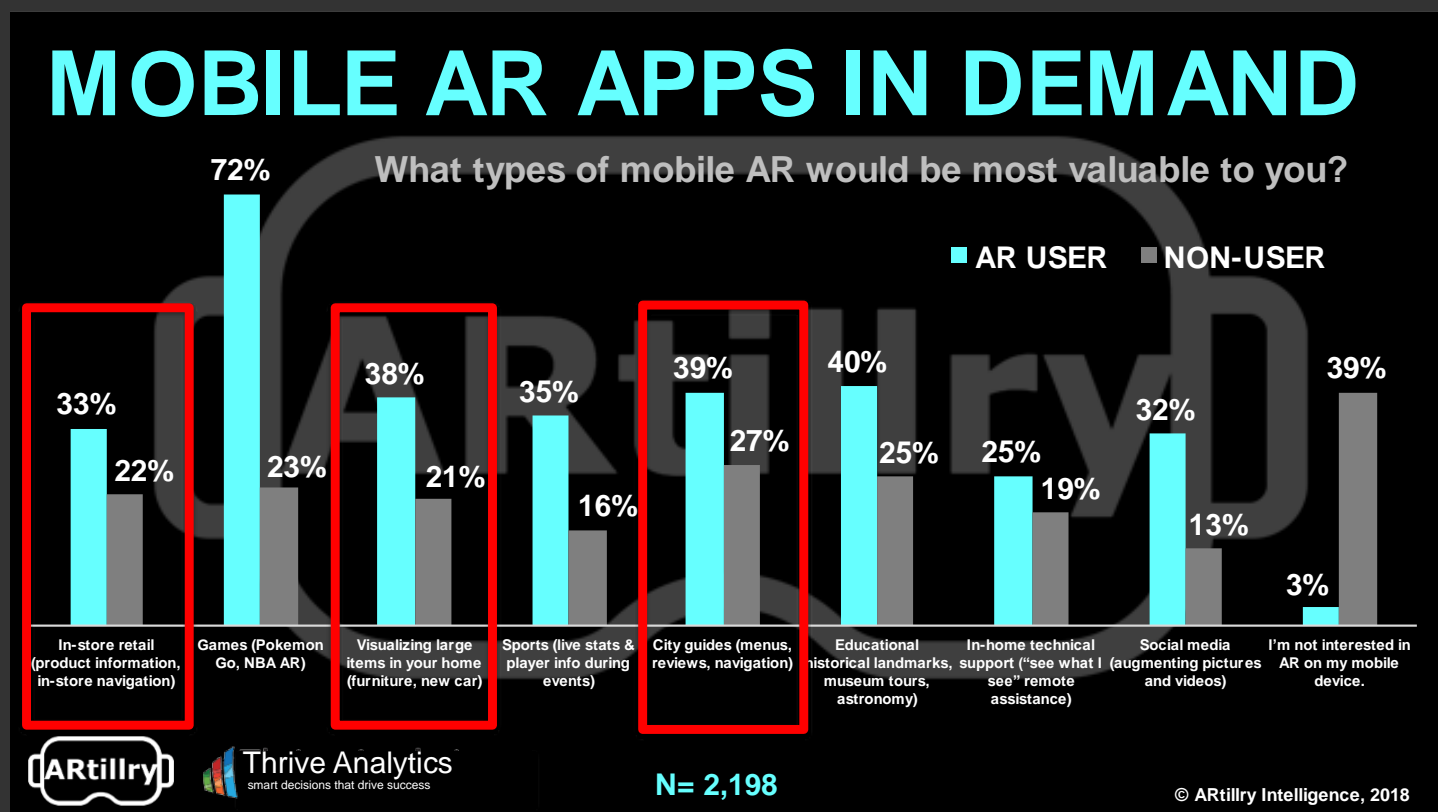 MOBILE AR APPS IN DEMAND
What types of mobile AR would be most valuable to you?
AR USER
NON-USER
33%
22%
72%
23%
38%
21%
35%
16%
39%
27%
40%
25%
25%
19%
32%
13%
3%
39%
In-store retail
(product information,
in-store navigation)
Games (Pokemon
Go, NBA AR)
Visualizing large
items in your home
(furniture, new car)
Sports (live stats &
player info during
events)
City guides (menus,
reviews, navigation)
Educational
historical landmarks,
museum tours,
astronomy)
In-home technical
support (“see what I
see” remote
assistance)
Social media
(augmenting pictures
and videos)
I’m not interested in
AR on my mobile
device.
ARtillry
ARtillry
Thrive Analytics
smart decisions that drive success
N= 2,198
© ARtillry Intelligence, 2018